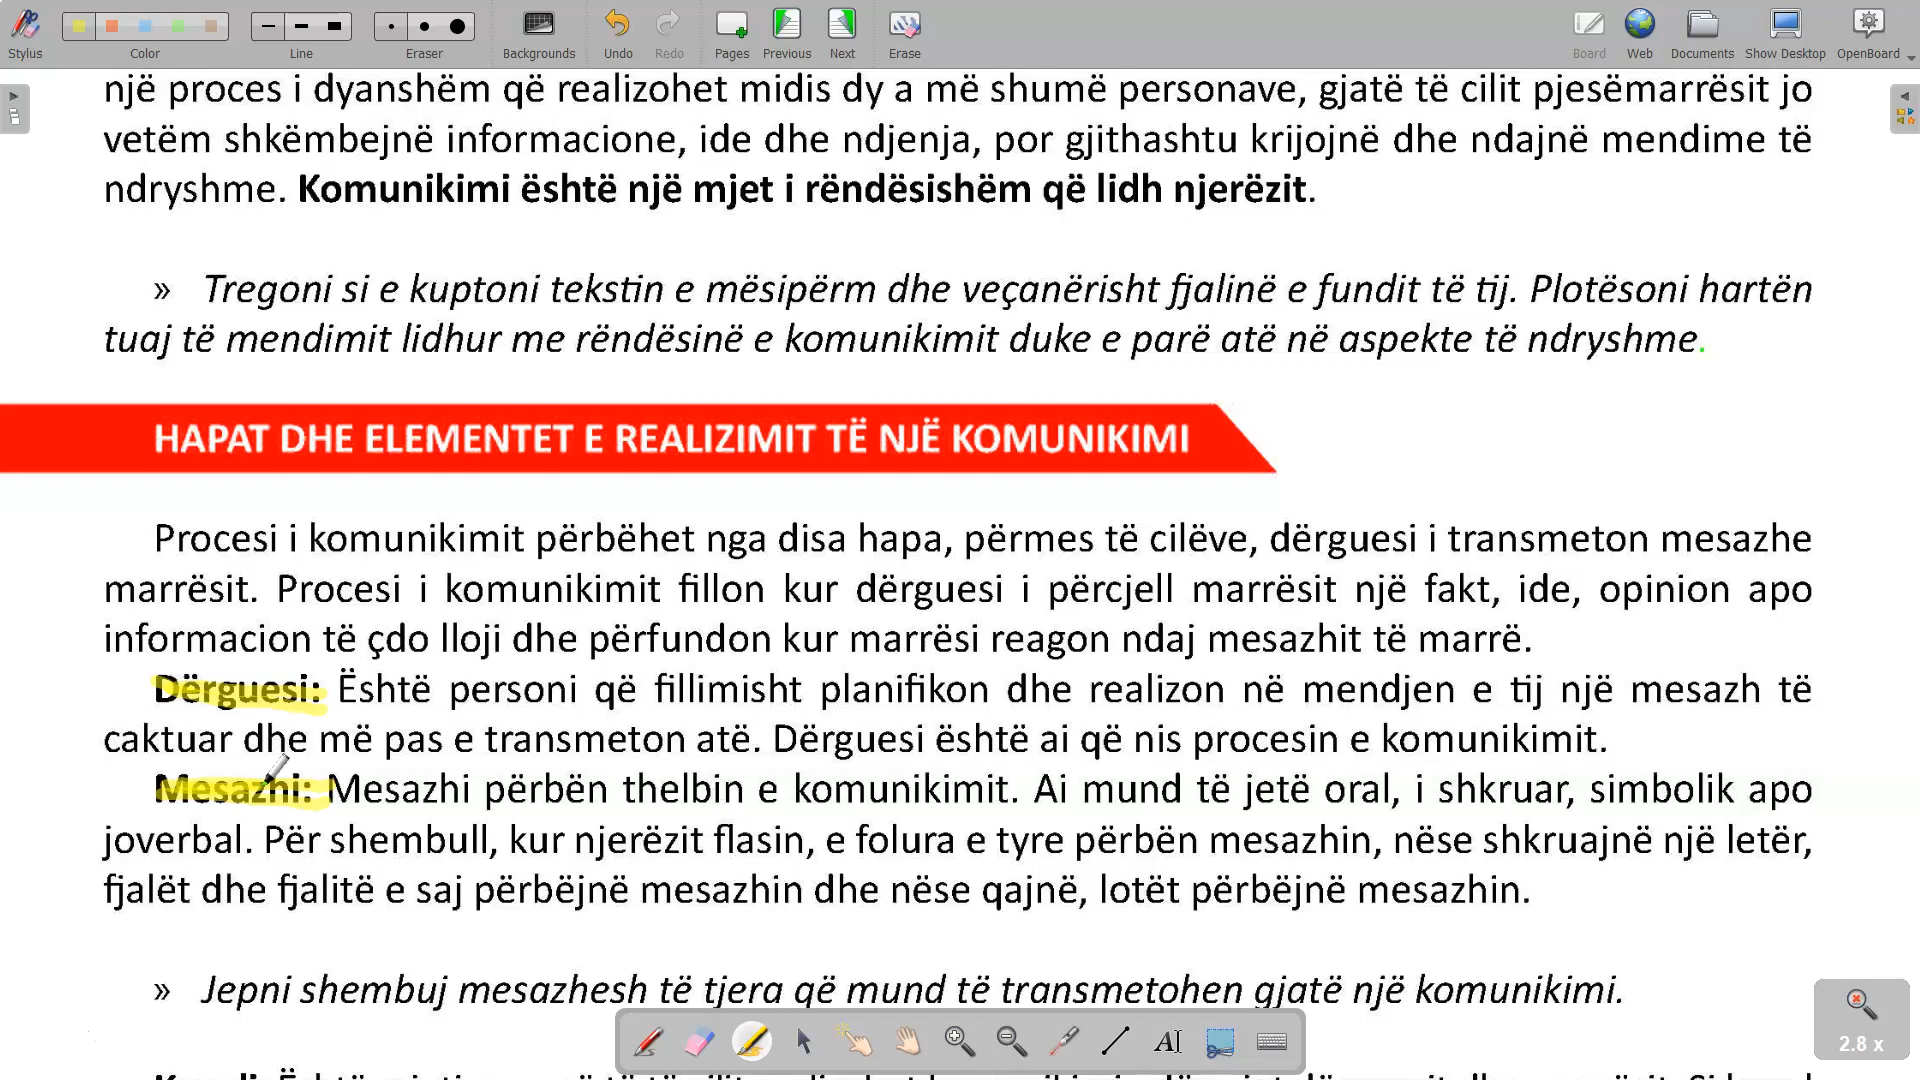 Stylus
Color
Line
Eraser
Backgrounds
Undo
Redo
Pages
Previous
Next
Erase
Board
Web
Documents
Show Desktop
OpenBoard
një proces i dyanshëm që realizohet midis dy a më shumë personave, gjatë të cilit pjesëmarrësit jo
vetëm shkëmbejnë informacione, ide dhe ndjenja, por gjithashtu krijojnë dhe ndajnë mendime të
ndryshme. Komunikimi është një mjet i rëndësishëm që lidh njerëzit.
» Tregoni si e kuptoni tekstin e mësipërm dhe veçanërisht fjalinë e fundit të tij. Plotësoni hartën
tuaj të mendimit lidhur me rëndësinë e komunikimit duke e parë atë në aspekte të ndryshme.
HAPAT DHE ELEMENTET E REALIZIMIT TË NJË KOMUNIKIMI
Procesi i komunikimit përbëhet nga disa hapa, përmes të cilëve, dërguesi i transmeton mesazhe
marrësit. Procesi i komunikimit fillon kur dërguesi i përcjell marrësit një fakt, ide, opinion apo
informacion të çdo lloji dhe përfundon kur marrësi reagon ndaj mesazhit të marrë.
Dërguesi: Është personi që fillimisht planifikon dhe realizon në mendjen e tij një mesazh të
caktuar dhe më pas e transmeton atë. Dërguesi është ai që nis procesin e komunikimit.
Mesazhi: Mesazhi përbën thelbin e komunikimit. Ai mund të jetë oral, i shkruar, simbolik apo
joverbal. Për shembull, kur njerëzit flasin, e folura e tyre përbën mesazhin, nëse shkruajnë një letër,
fjalët dhe fjalitë e saj përbëjnë mesazhin dhe nëse qajnë, lotët përbëjnë mesazhin.
» Jepni shembuj mesazhesh të tjera që mund të transmetohen gjatë një komunikimi.
2.8 x